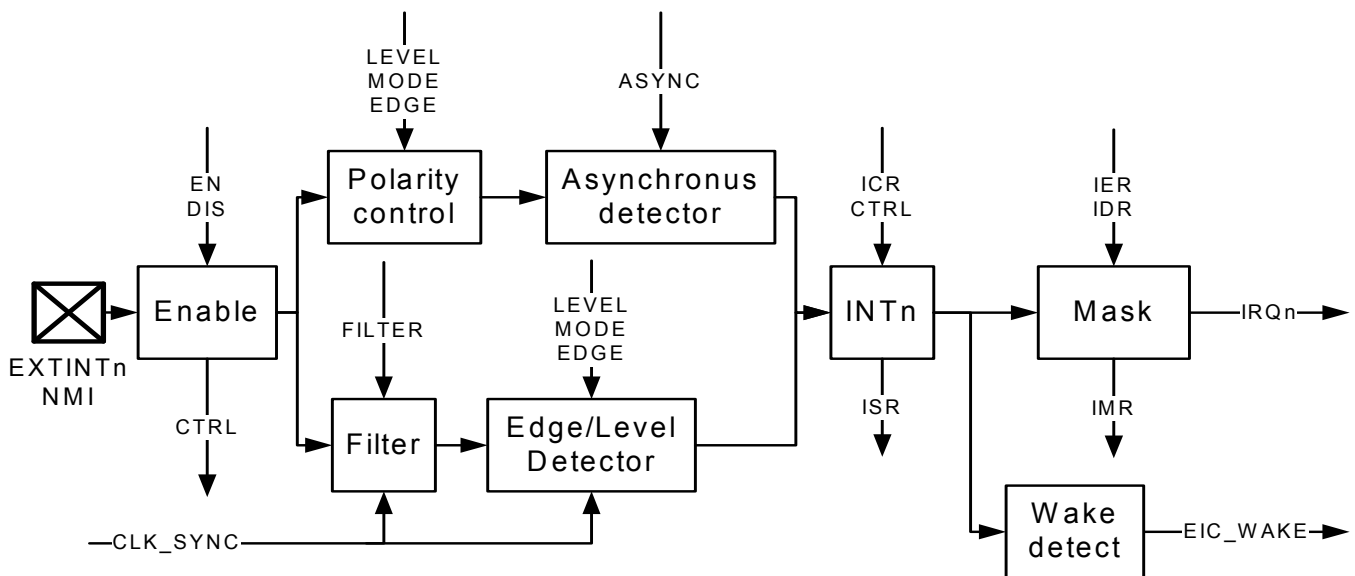 LEVEL
MODE
EDGE
ASYNC
EN
DIS
Polarity
control
Asynchronus
detector
ICR
CTRL
IER
IDR
Enable
FILTER
LEVEL
MODE
EDGE
INTn
Mask
IRQn
EXTINTn
NMI
CTRL
Filter
Edge/Level
Detector
ISR
IMR
CLK_SYNC
Wake
detect
EIC_WAKE